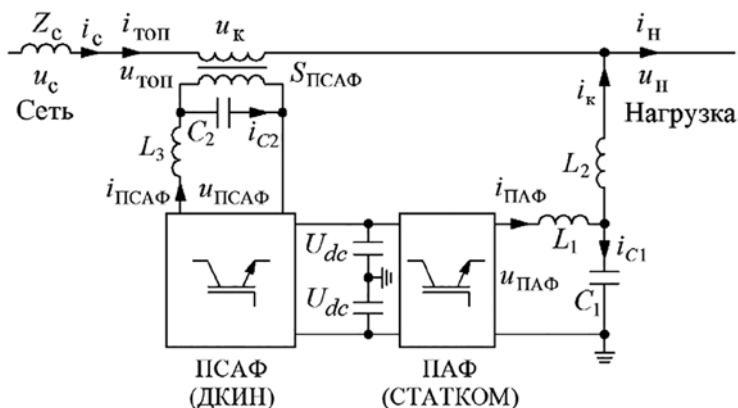 Z_с i_с i_ТОП u_к i_Н
u_с u_ТОП S_ПСАФ u_Н
Сеть i_к Нагрузка
C_2 i_C2
L_3 L_2
i_ПСАФ u_ПСАФ i_ПАФ
U_dc L_1 i_C1
U_dc u_ПАФ C_1
ПСАФ ПАФ
(ДКИН) (СТАТКОМ)